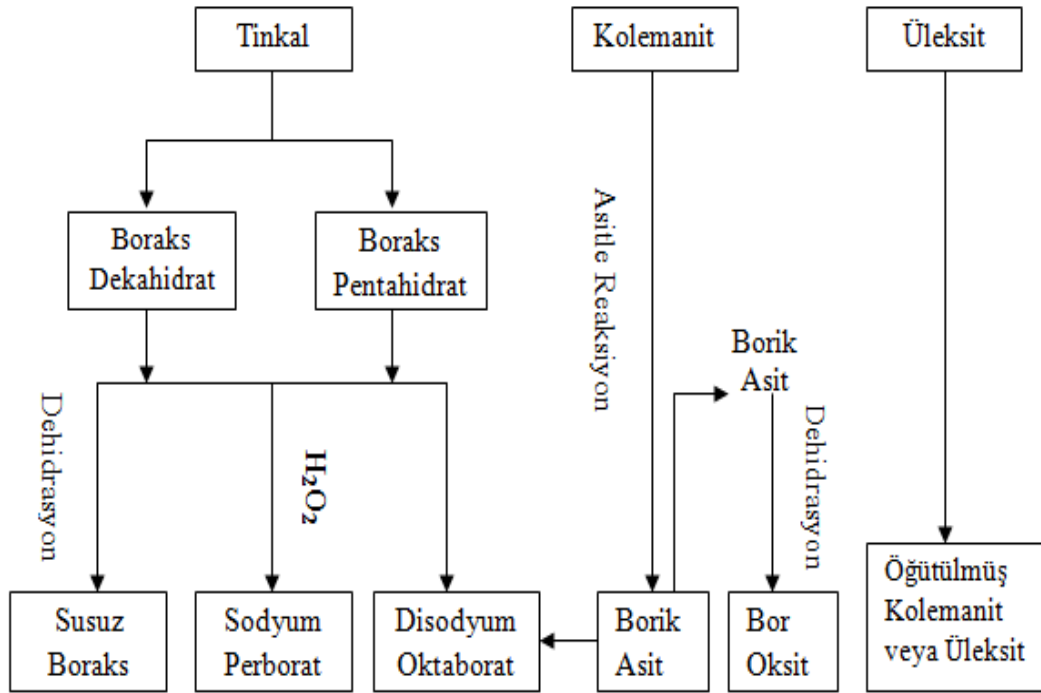 Tinkal
Kolemanit
Üleksit
Boraks
Dekahidrat
Boraks
Pentahidrat
Asitle Reaksiyon
Borik
Asit
Dehidrasyon
H₂O₂
Dehidrasyon
Susuz
Boraks
Sodyum
Perborat
Disodyum
Oktaborat
Borik
Asit
Bor
Oksit
Öğütülmüş
Kolemanit
veya Üleksit